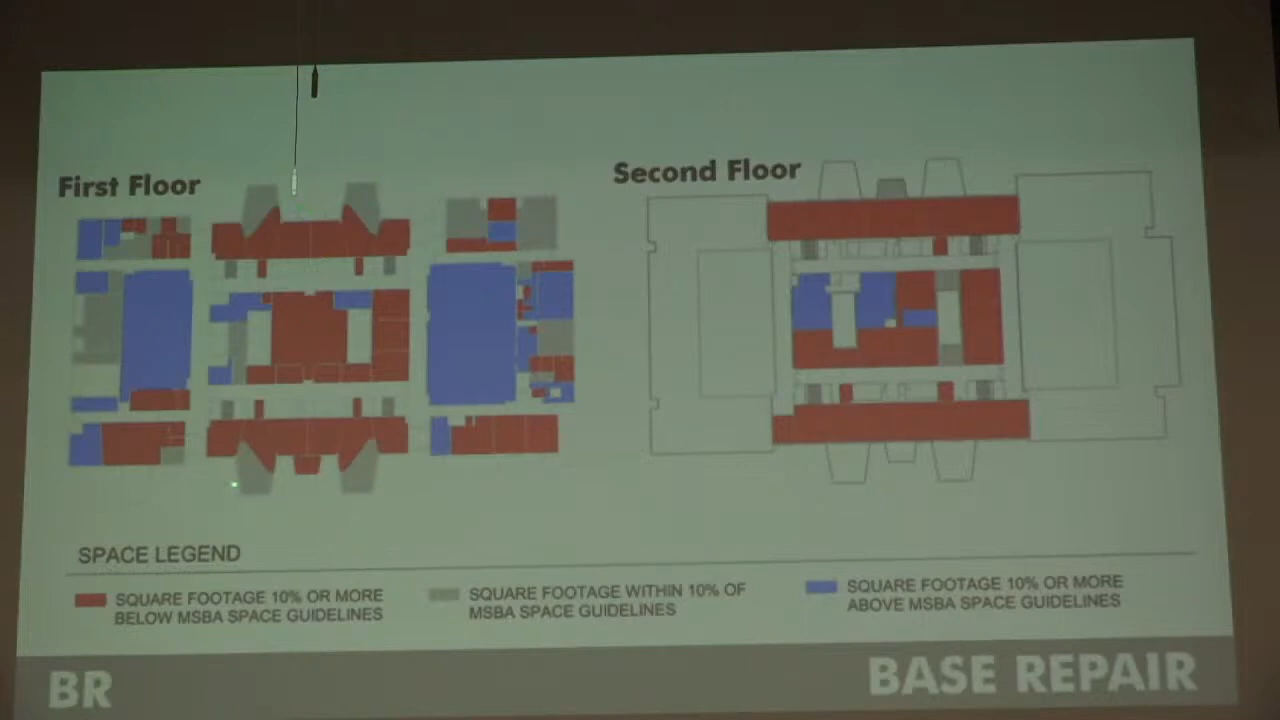 First Floor
Second Floor
SPACE LEGEND
SQUARE FOOTAGE 10% OR MORE
BELOW MSBA SPACE GUIDELINES
SQUARE FOOTAGE WITHIN 10% OF
MSBA SPACE GUIDELINES
SQUARE FOOTAGE 10% OR MORE
ABOVE MSBA SPACE GUIDELINES
BR
BASE REPAIR